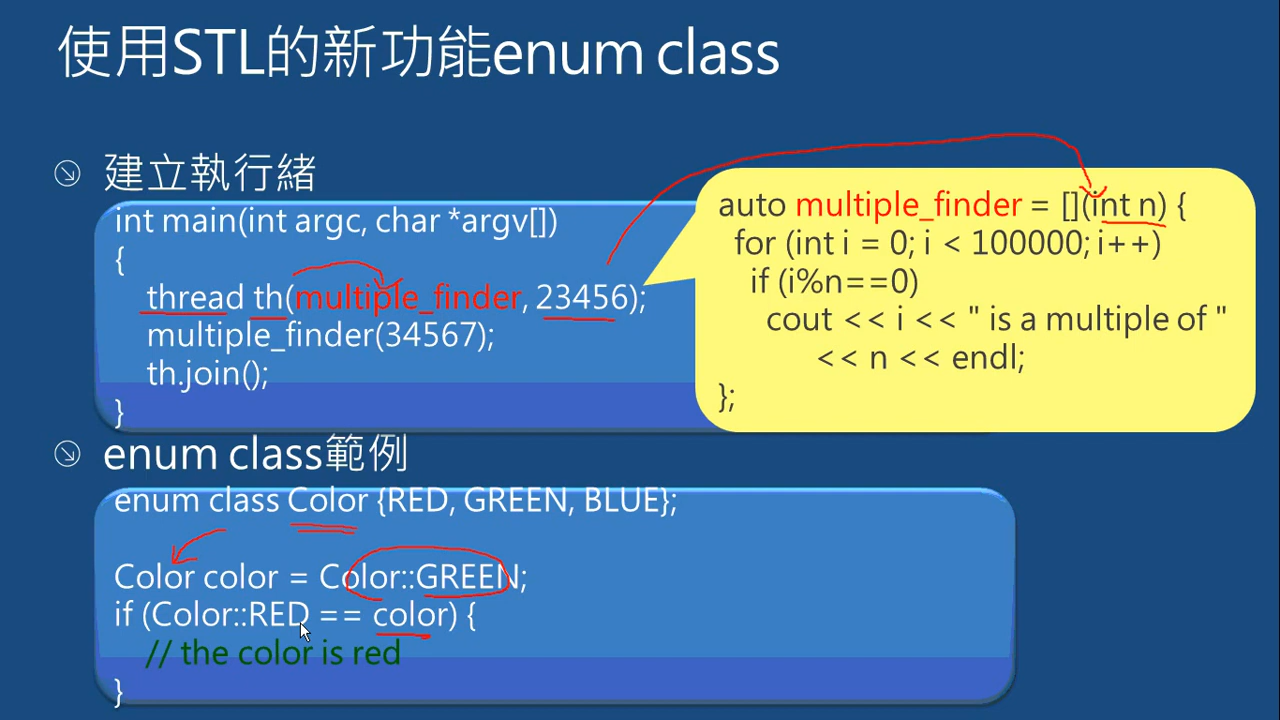 使用STL的新功能enum class
建立執行緒
int main(int argc, char *argv[])
{
thread th(multiple_finder, 23456);
multiple_finder(34567);
th.join();
}
auto multiple_finder = [](int n) {
for (int i = 0; i < 100000; i++)
if (i%n==0)
cout << i << " is a multiple of "
<< n << endl;
};
enum class範例
enum class Color {RED, GREEN, BLUE};
Color color = Color::GREEN;
if (Color::RED == color) {
// the color is red
}